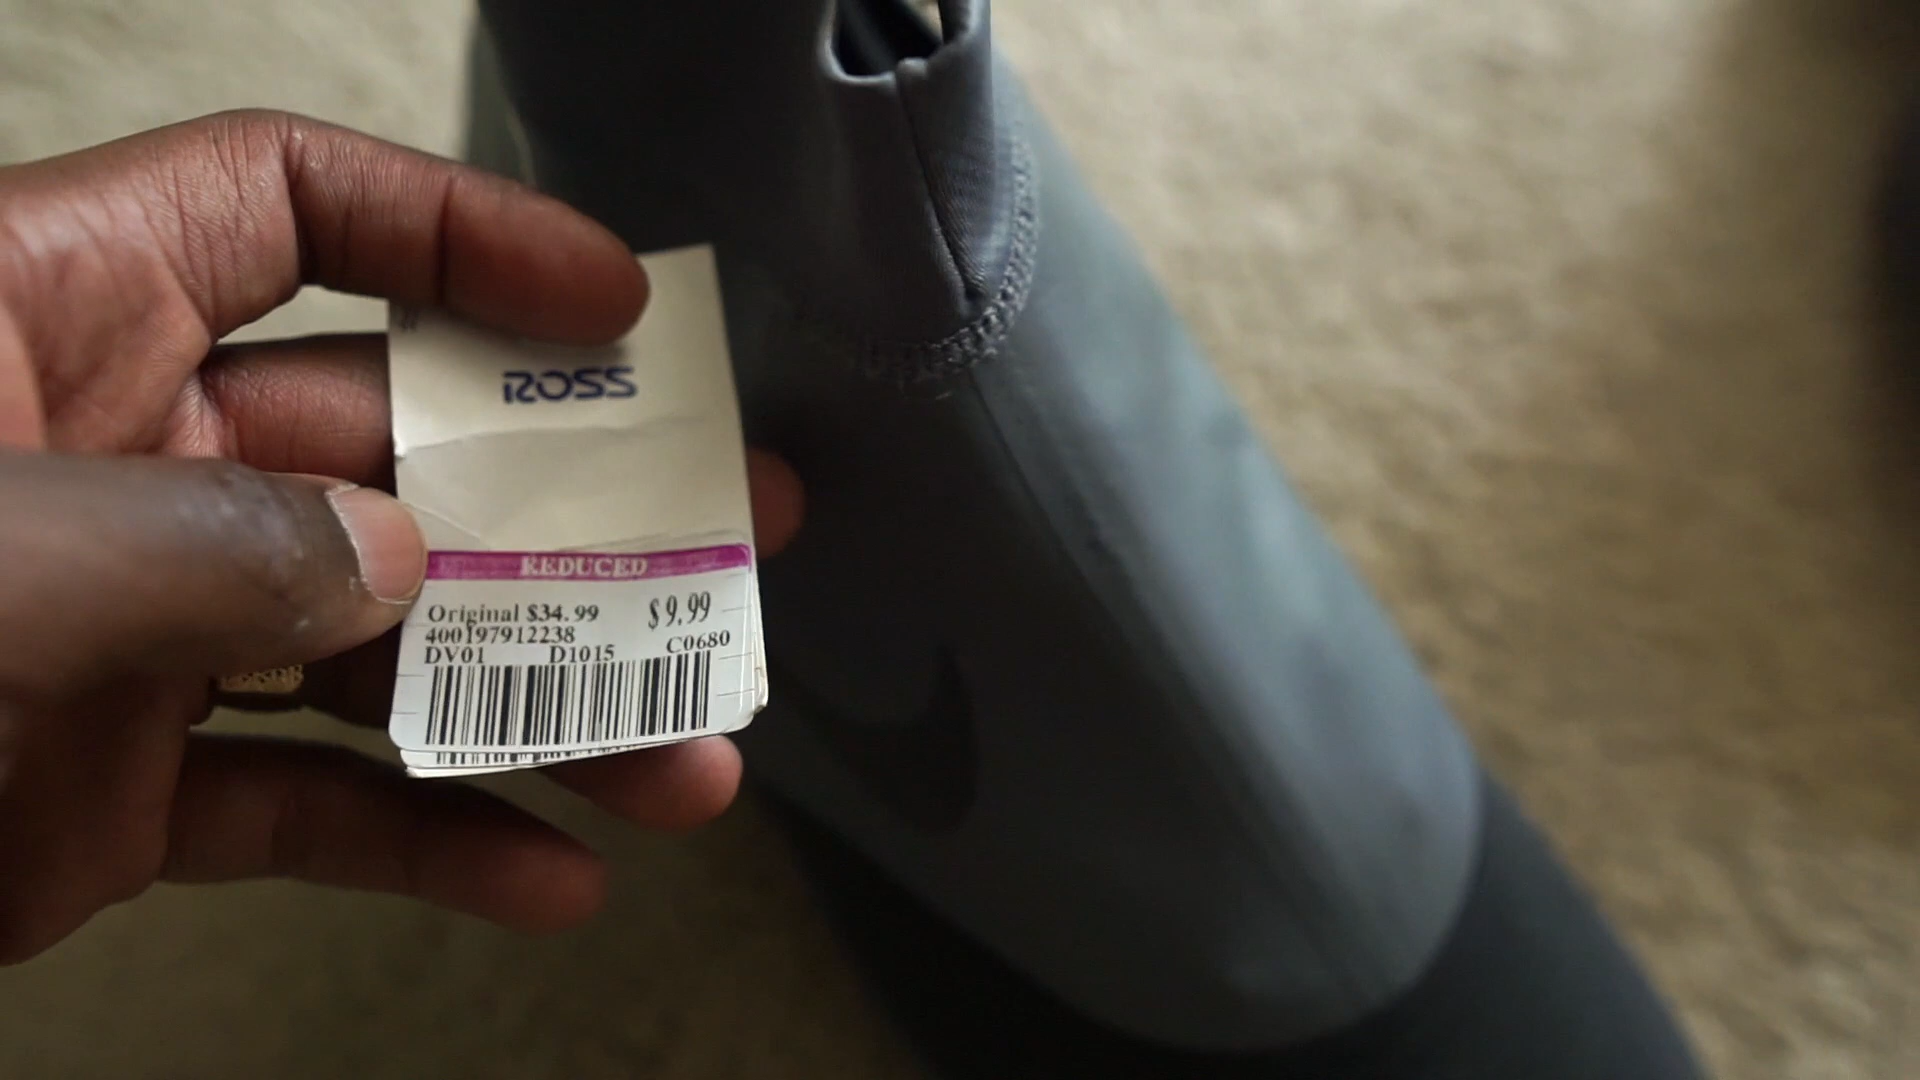 ROSS
REDUCED
Original $34.99 $9.99
400197912238
DV01 D1015 C0680